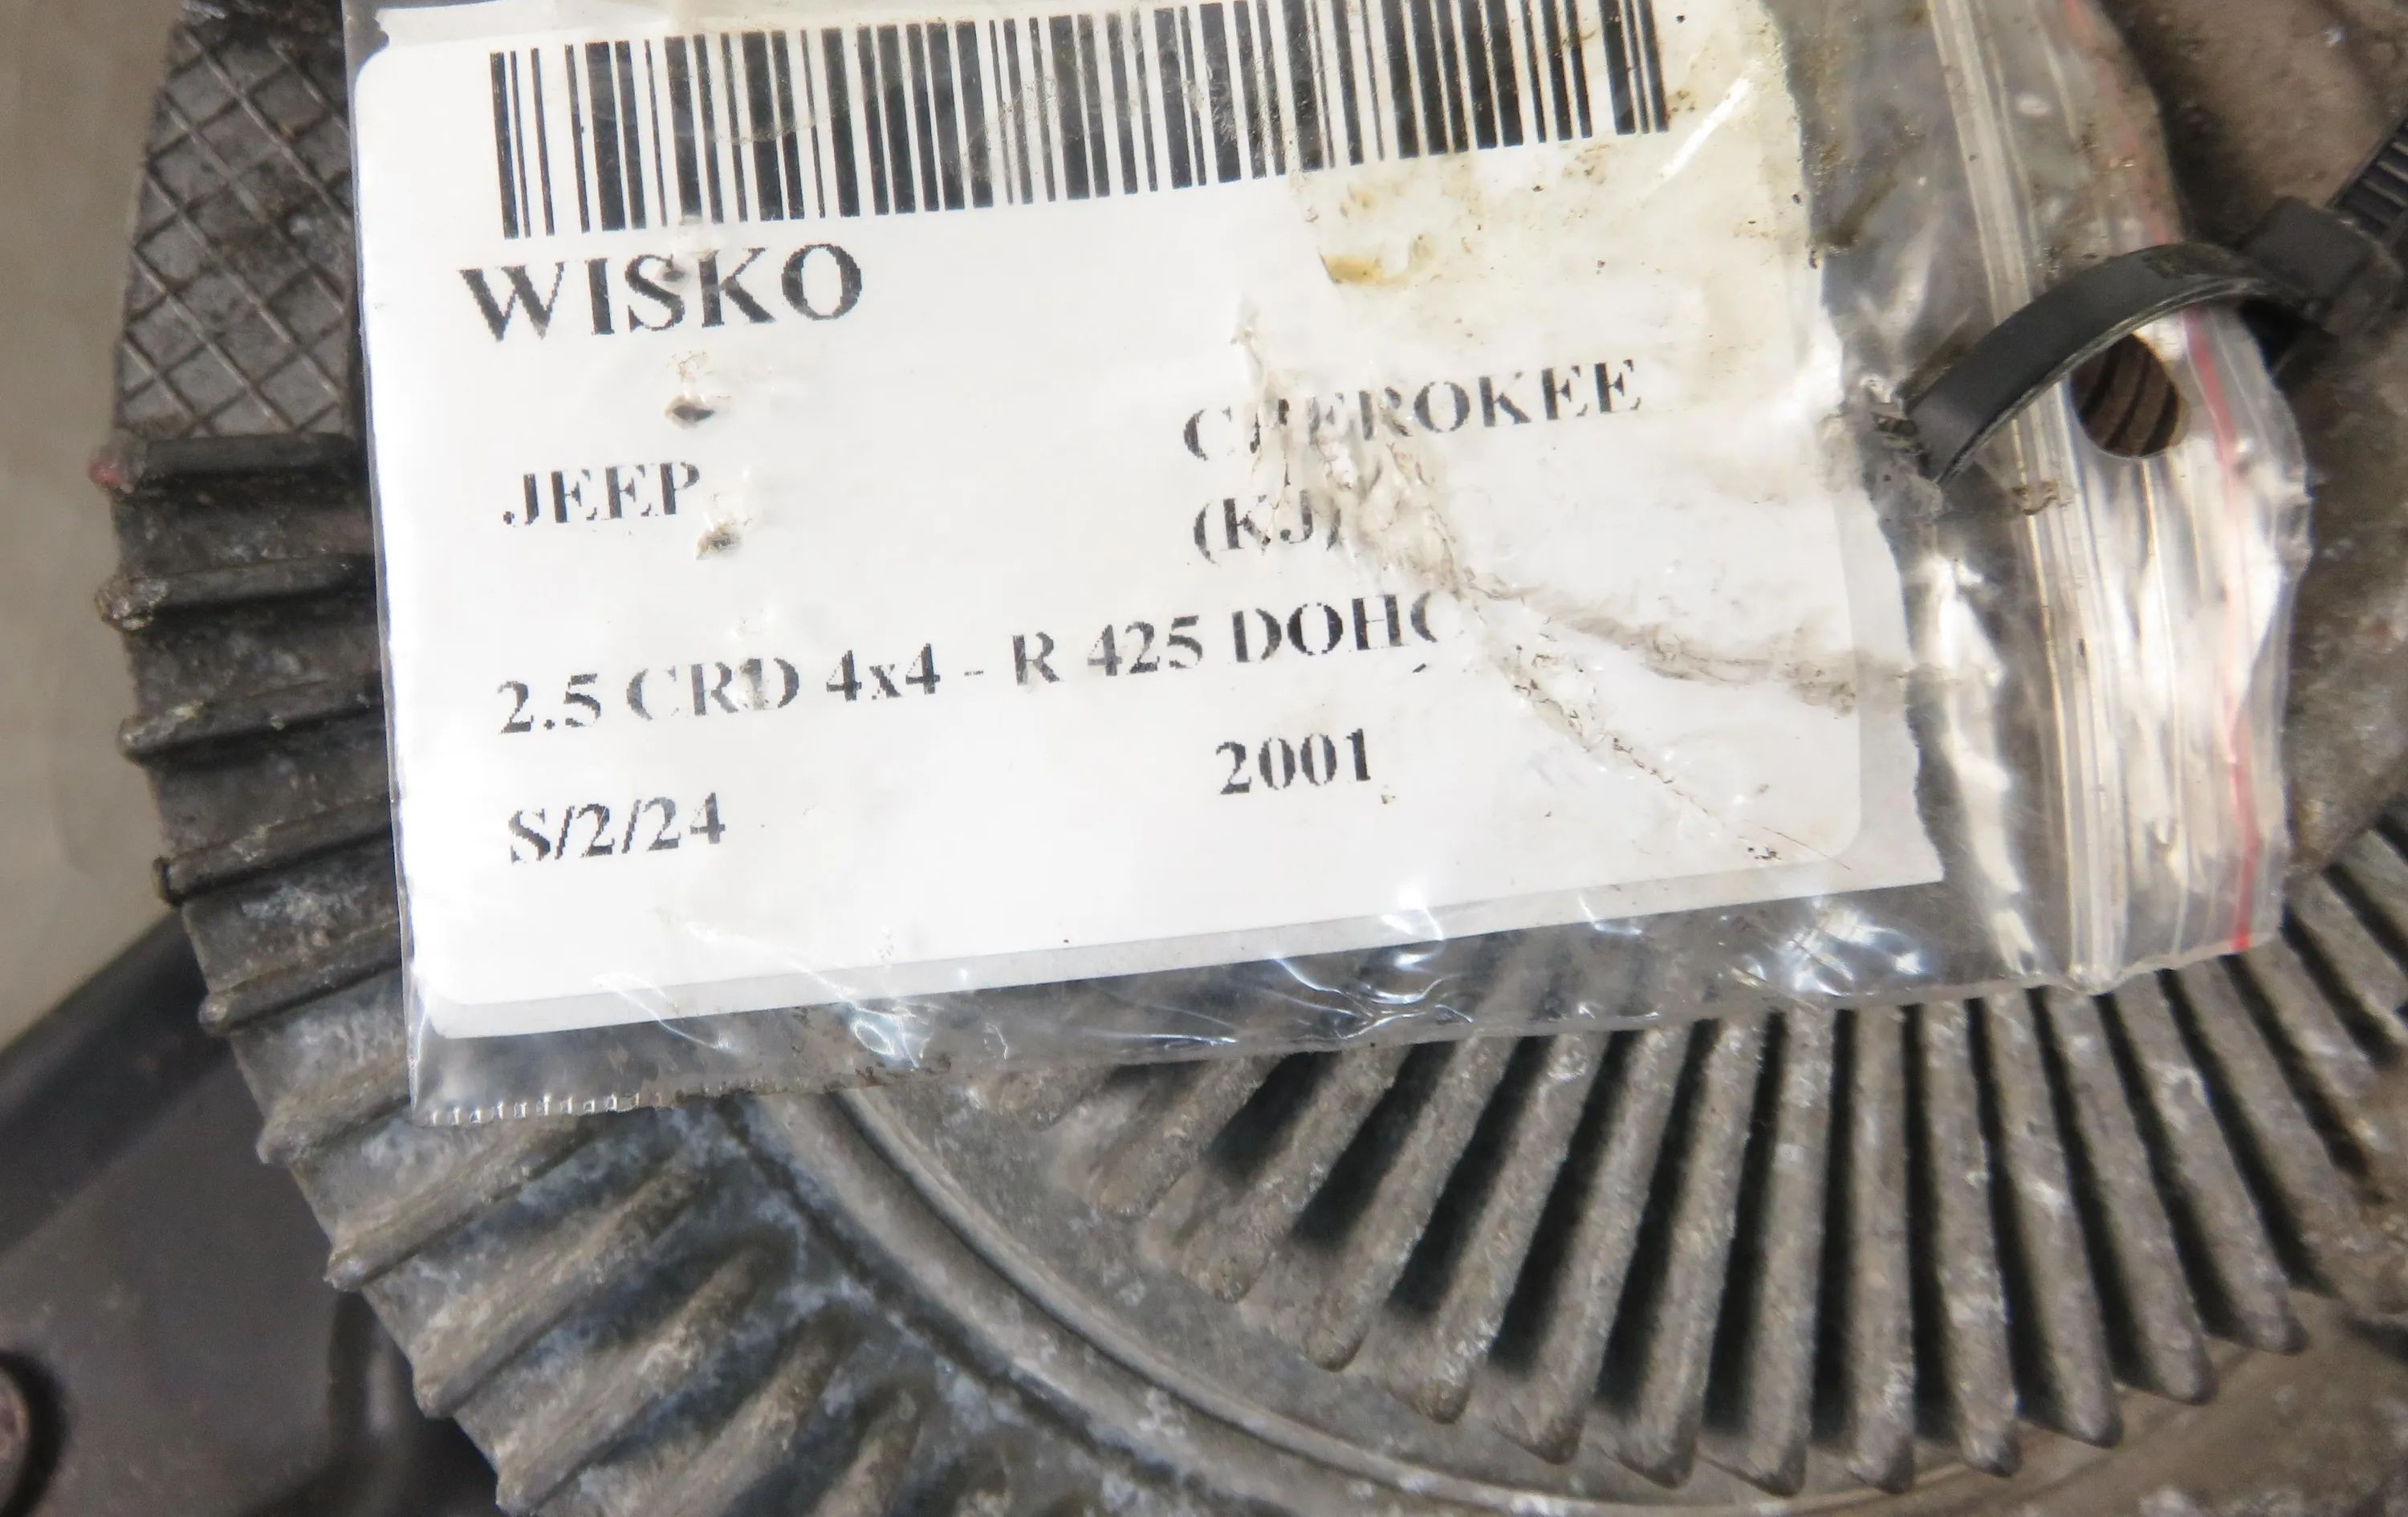 WISKO
JEEP CHEROKEE
(KJ)
2.5 CRD 4x4 - R 425 DOHC
S/2/24 2001